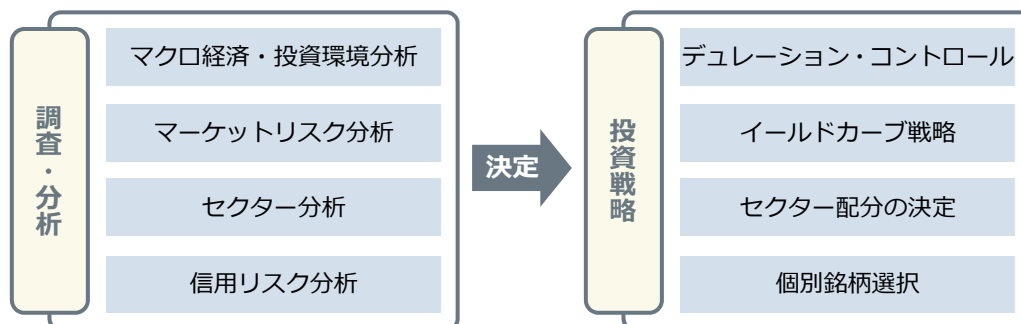 調査・分析
マクロ経済・投資環境分析
マーケットリスク分析
セクター分析
信用リスク分析
決定
投資戦略
デュレーション・コントロール
イールドカーブ戦略
セクター配分の決定
個別銘柄選択